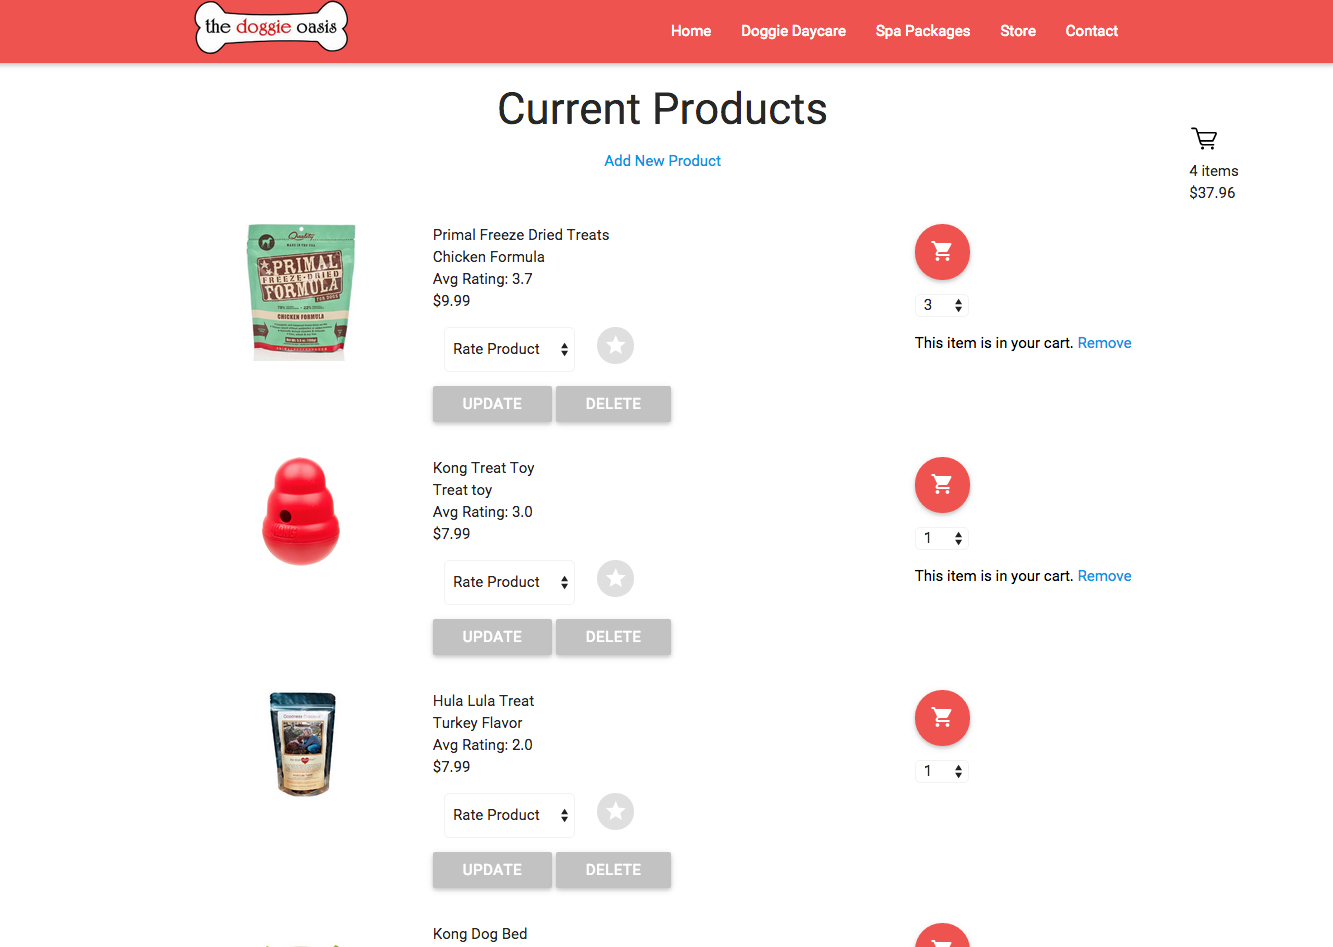 the doggie oasis
Home Doggie Daycare Spa Packages Store Contact
Current Products
Add New Product
4 items
$37.96
Quality
PRIMAL
FREEZE-DRIED
FORMULA
FOR DOGS
CHICKEN FORMULA
Primal Freeze Dried Treats
Chicken Formula
Avg Rating: 3.7
$9.99
Rate Product
UPDATE DELETE
3
This item is in your cart. Remove
KONG
Kong Treat Toy
Treat toy
Avg Rating: 3.0
$7.99
Rate Product
UPDATE DELETE
1
This item is in your cart. Remove
Hula Lula Treat
Turkey Flavor
Avg Rating: 2.0
$7.99
Rate Product
UPDATE DELETE
1
Kong Dog Bed